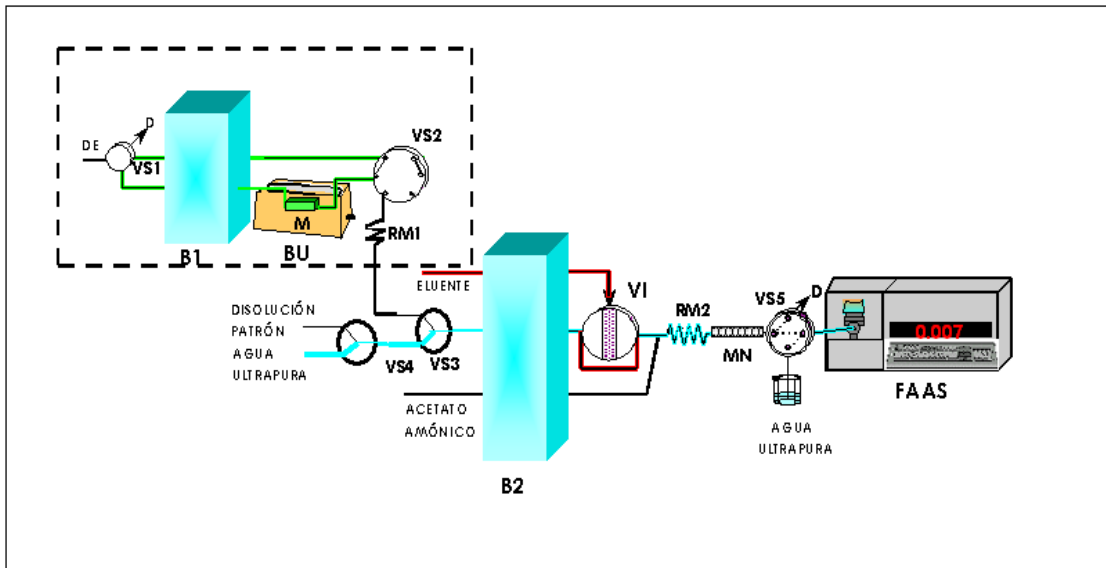 D
DE
VS1
VS2
M
B1
BU
RM1
ELUENTE
VI
DISOLUCIÓN
PATRÓN
AGUA
ULTRAPURA
VS4
VS3
RM2
VS5
D
MN
0.007
FAAS
ACETATO
AMÓNICO
AGUA
ULTRAPURA
B2